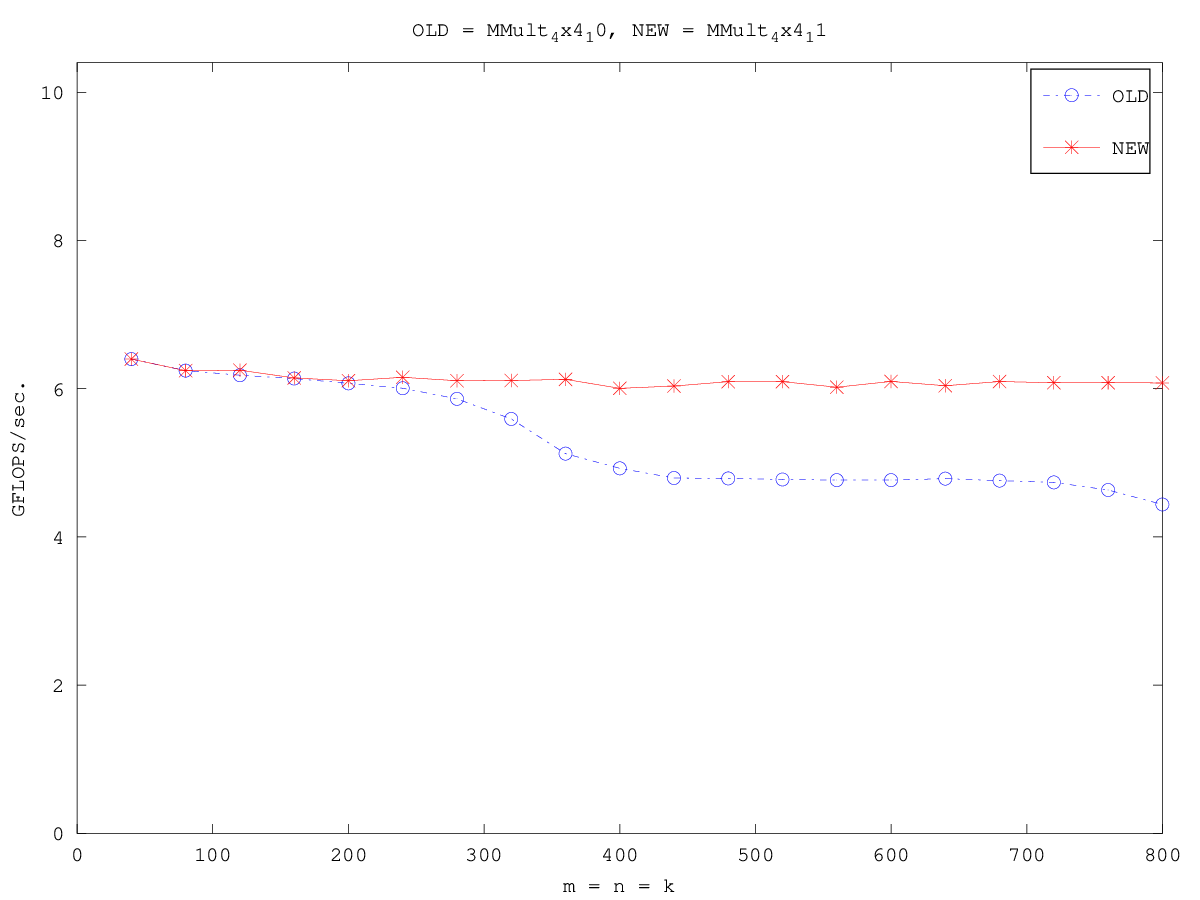 OLD = MMult4x410, NEW = MMult4x411
OLD
NEW
10
8
6
4
2
0
GFLOPS/sec.
0 100 200 300 400 500 600 700 800
m = n = k